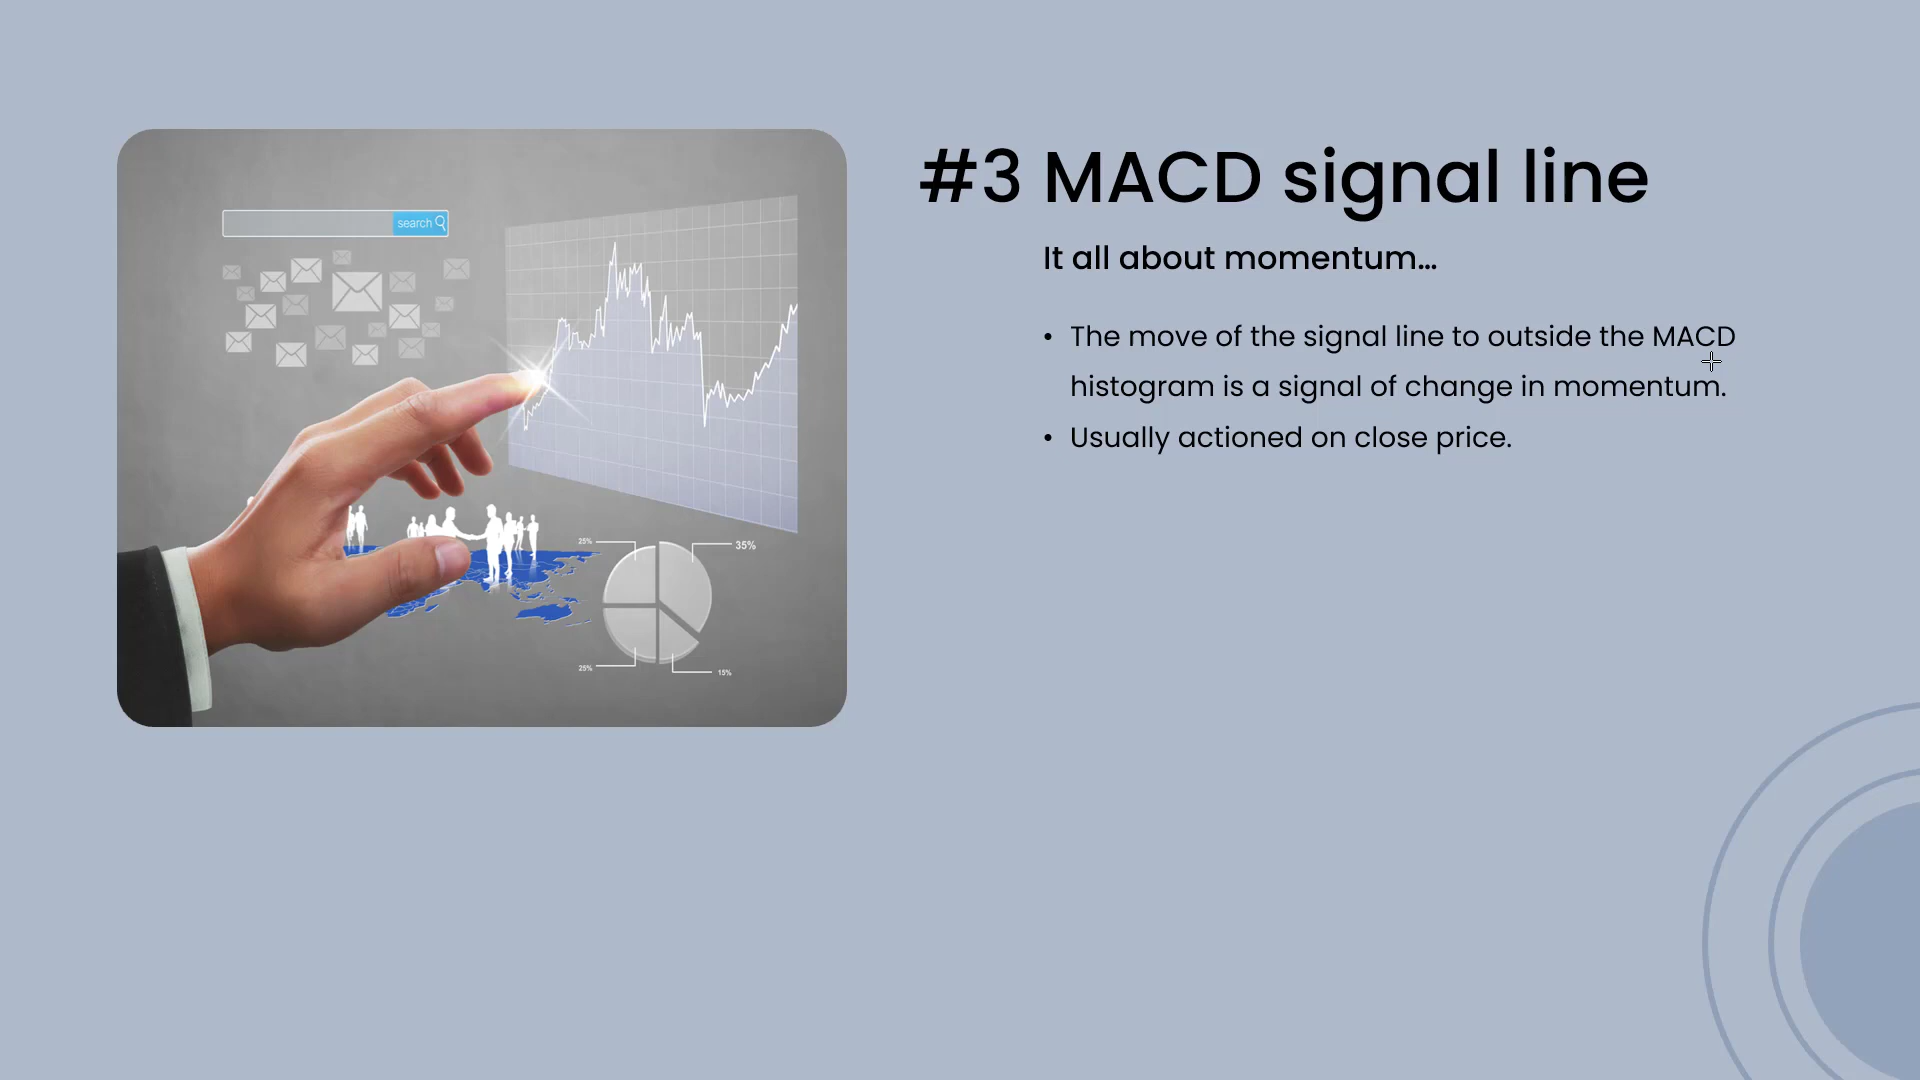 #3 MACD signal line
It all about momentum...
• The move of the signal line to outside the MACD
histogram is a signal of change in momentum.
• Usually actioned on close price.
search
25%
35%
25%
15%